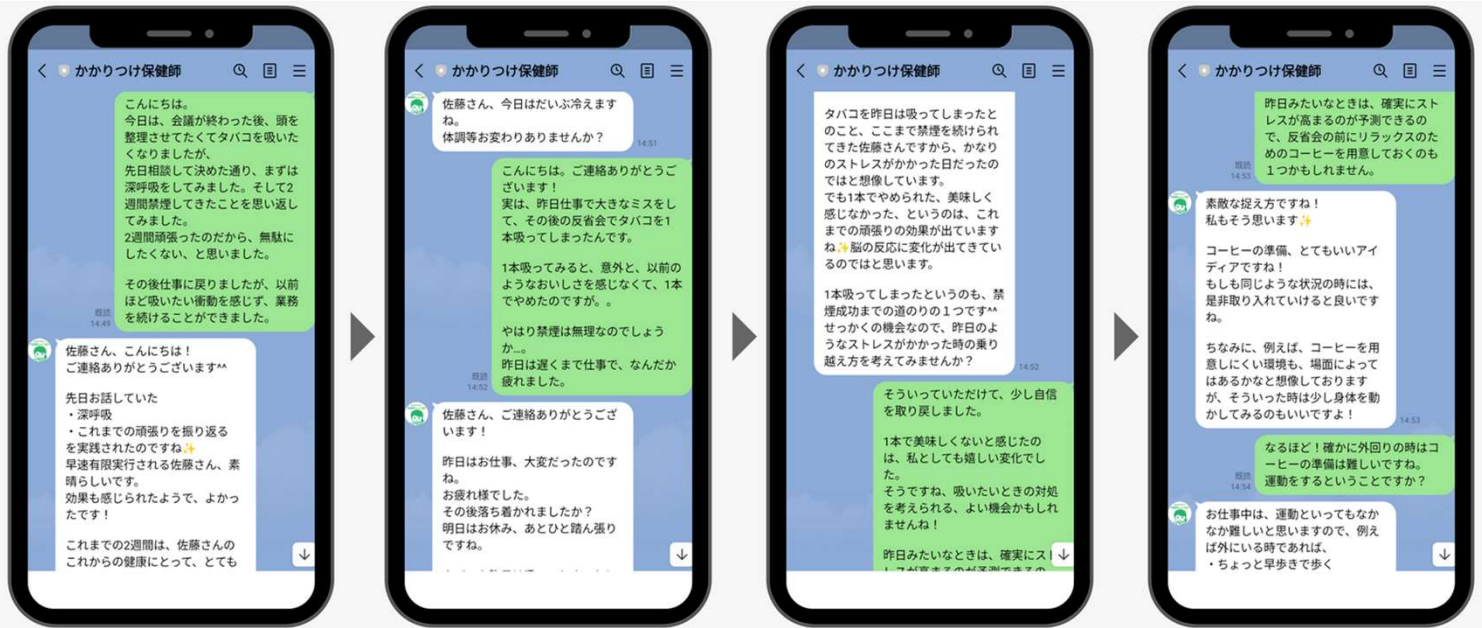 かかりつけ保健師
こんにちは。
今日は、会議が終わった後、頭を
整理させてたくてタバコを吸いた
くなりましたが、
先日相談して決めた通り、まずは
深呼吸をしてみました。そして2
週間禁煙してきたことを思い返し
てみました。
2週間頑張ったのだから、無駄に
したくない、と思いました。
その後仕事に戻りましたが、以前
ほど吸いたい衝動を感じず、業務
を続けることができました。
既読
14:49
佐藤さん、こんにちは！
ご連絡ありがとうございます^^
先日お話していた
・深呼吸
・これまでの頑張りを振り返る
を実践されたのですね✨
早速有限実行される佐藤さん、素
晴らしいです。
効果も感じられたようで、よかっ
たです！
これまでの2週間は、佐藤さんの
これからの健康にとって、とても
かかりつけ保健師
佐藤さん、今日はだいぶ冷えます
ね。
体調等お変わりありませんか？
14:51
こんにちは。ご連絡ありがとうご
ざいます！
実は、昨日仕事で大きなミスをし
て、その後の反省会でタバコを1
本吸ってしまったんです。
1本吸ってみると、意外と、以前の
ようなおいしさを感じなくて、1本
でやめたのですが。。
やはり禁煙は無理なのでしょう
か…。
昨日は遅くまで仕事で、なんだか
疲れました。
既読
14:52
佐藤さん、ご連絡ありがとうござ
います！
昨日はお仕事、大変だったのです
ね。
お疲れ様でした。
その後落ち着かれましたか？
明日はお休み、あとひと踏ん張り
ですね。
かかりつけ保健師
タバコを昨日は吸ってしまったと
のこと、ここまで禁煙を続けられ
てきた佐藤さんですから、かなり
のストレスがかかった日だったの
ではと想像しています。
でも1本でやめられた、美味しく
感じなかった、というのは、これ
までの頑張りの効果が出ています
ね✨脳の反応に変化が出てきてい
るのではと思います。
1本吸ってしまったというのも、禁
煙成功までの道のりの１つです^^
せっかくの機会なので、昨日のよ
うなストレスがかかった時の乗り
越え方を考えてみませんか？
14:52
そういっていただけて、少し自信
を取り戻しました。
1本で美味しくないと感じたの
は、私としても嬉しい変化でし
た。
そうですね、吸いたいときの対処
を考えられる、よい機会かもしれ
ませんね！
昨日みたいなときは、確実にスト
レスが高まるのが予測できるの
かかりつけ保健師
昨日みたいなときは、確実にスト
レスが高まるのが予測できるの
で、反省会の前にリラックスのた
めのコーヒーを用意しておくのも
１つかもしれません。
既読
14:53
素敵な捉え方ですね！
私もそう思います✨
コーヒーの準備、とてもいいアイ
ディアですね！
もしも同じような状況の時には、
是非取り入れていけると良いです
ね。
ちなみに、例えば、コーヒーを用
意しにくい環境も、場面によって
はあるかなと想像しております
が、そういった時は少し身体を動
かしてみるのもいいですよ！
14:53
なるほど！確かに外回りの時はコ
ーヒーの準備は難しいですね。
運動をするということですか？
既読
14:54
お仕事中は、運動といってもなか
なか難しいと思いますので、例え
ば外にいる時であれば、
・ちょっと早歩きで歩く